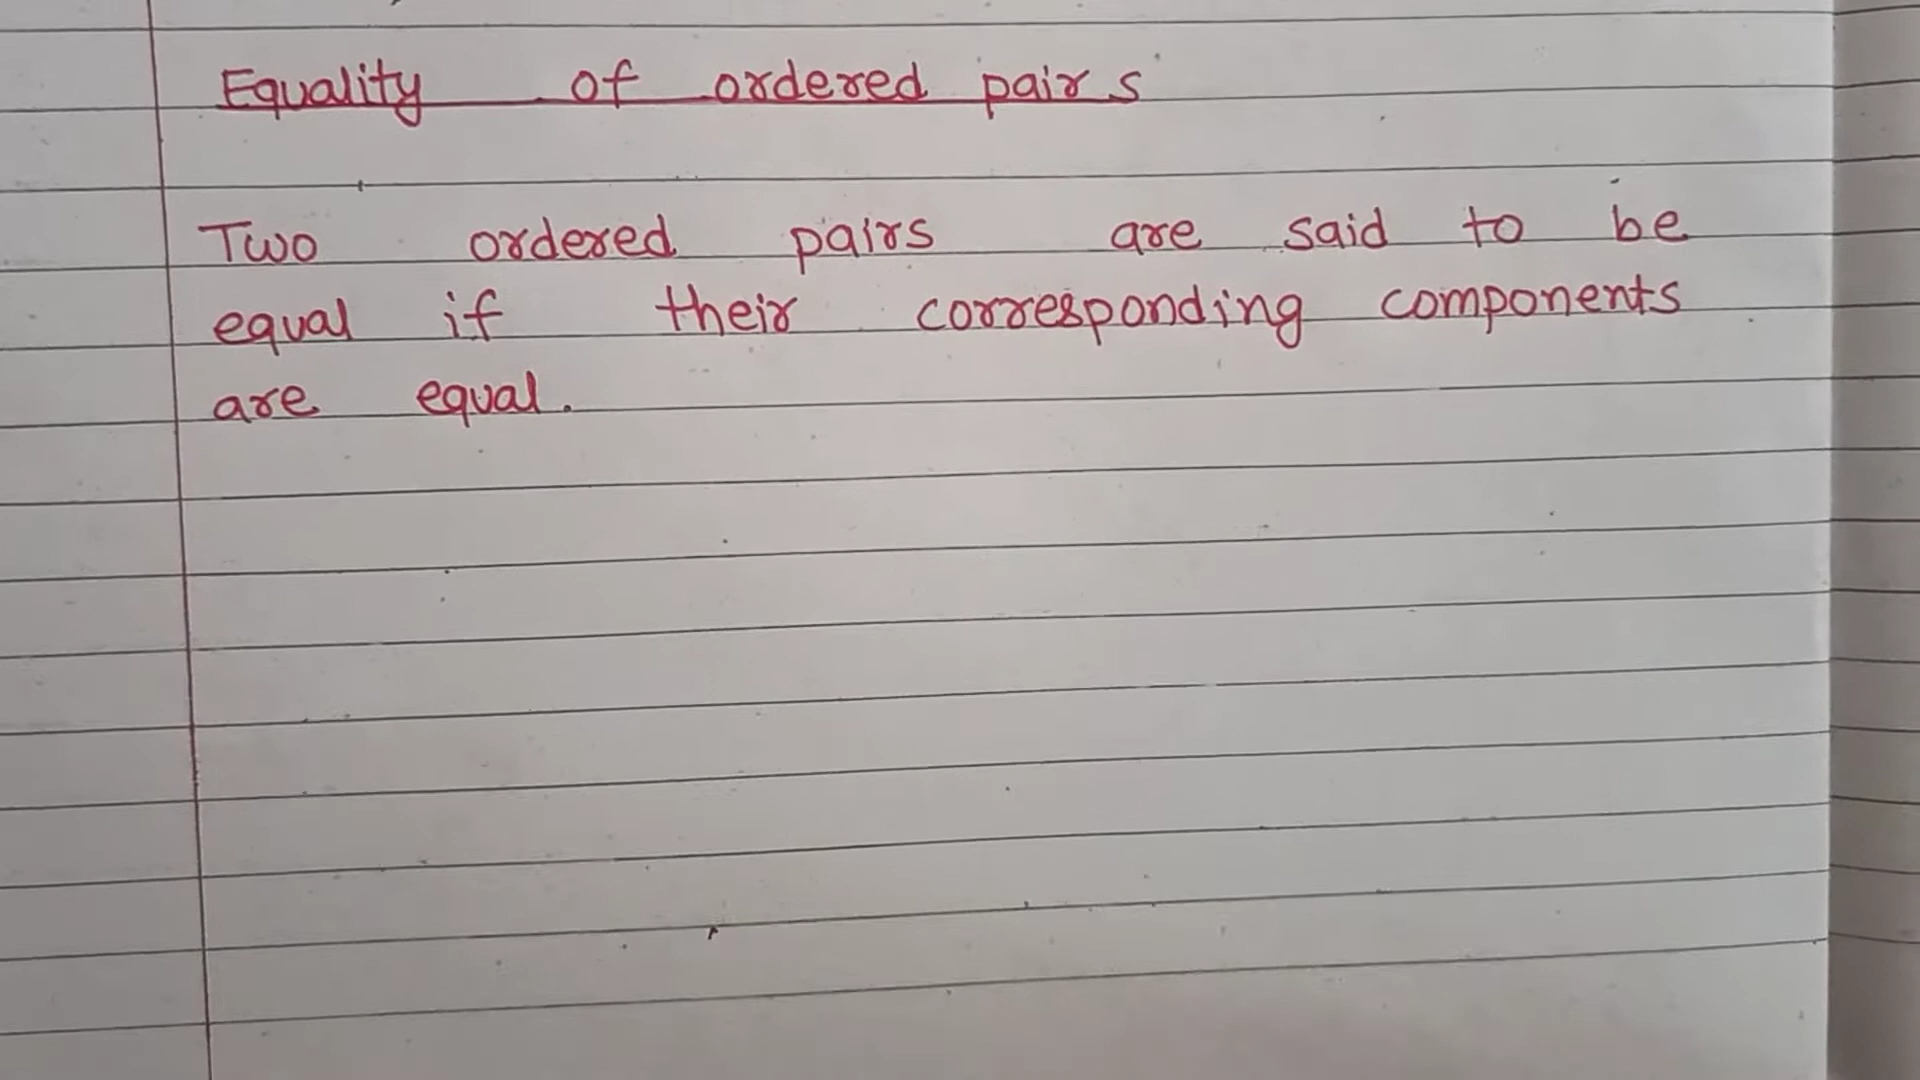 Equality of ordered pairs
Two ordered pairs are said to be
equal if their corresponding components
are equal.